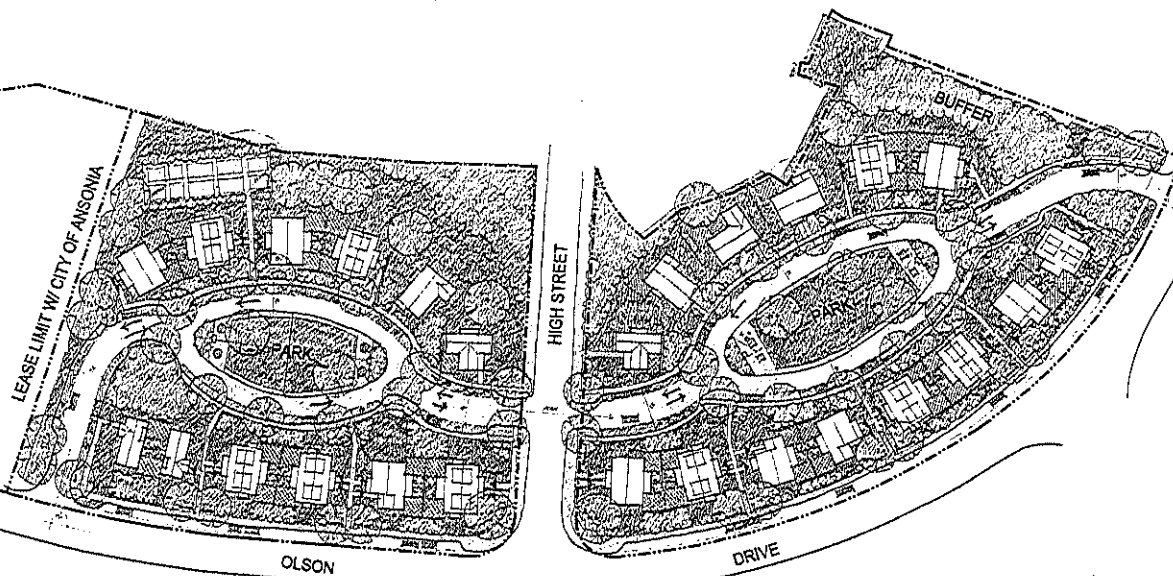 BUFFER
LEASE LIMIT W/ CITY OF ANSONIA
HIGH STREET
PARK
PARK
OLSON
DRIVE